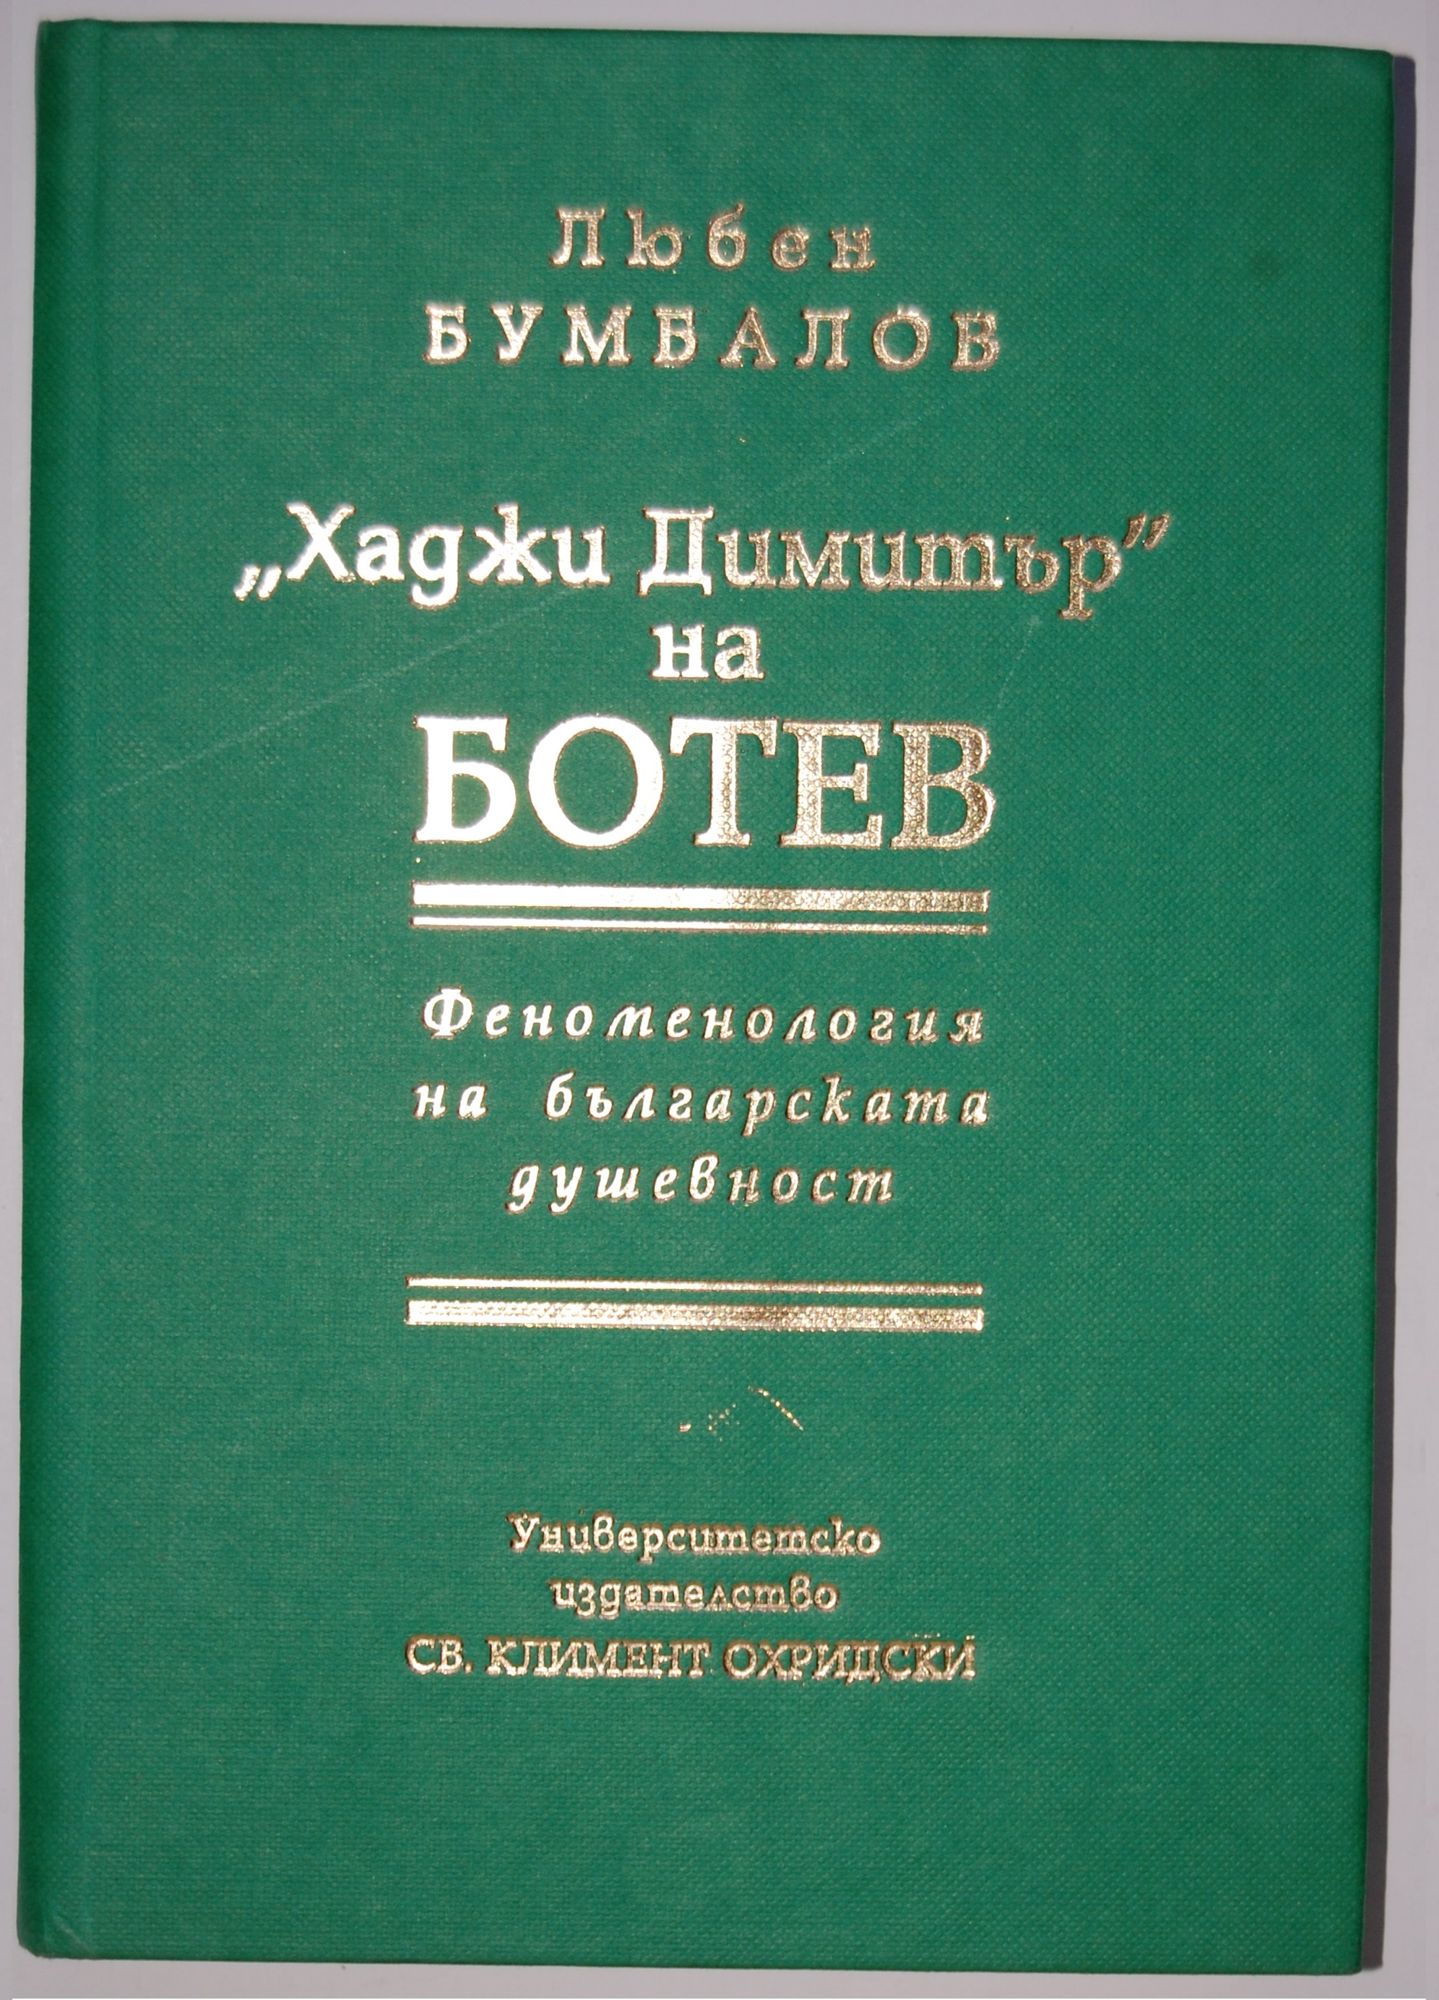 Любен
БУМБАЛОВ
„Хаджи Димитър”
на
БОТЕВ
Феноменология
на българската
душевност
Университетско
издателство
СВ. КЛИМЕНТ ОХРИДСКИ